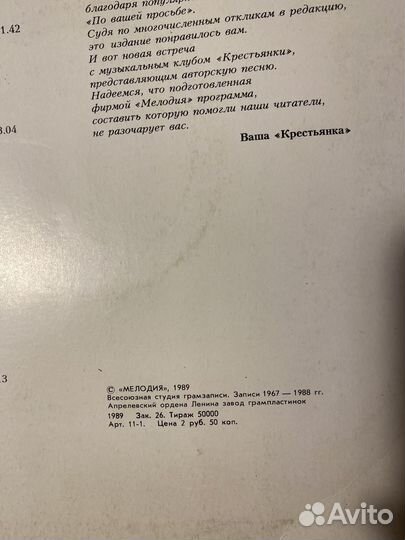 благодаря популярн
«По вашей просьбе».
1.42
Судя по многочисленным откликам в редакцию,
это издание понравилось вам.
И вот новая встреча
с музыкальным клубом «Крестьянки»,
представляющим авторскую песню.
Надеемся, что подготовленная
фирмой «Мелодия» программа,
3.04
составить которую помогли наши читатели,
не разочарует вас.
Ваша «Крестьянка»
13
© «МЕЛОДИЯ», 1989
Всесоюзная студия грамзаписи. Записи 1967 — 1988 гг.
Апрелевский ордена Ленина завод грампластинок
1989 Зак. 26. Тираж 50000
Арт. 11-1. Цена 2 руб. 50 коп.
Avito